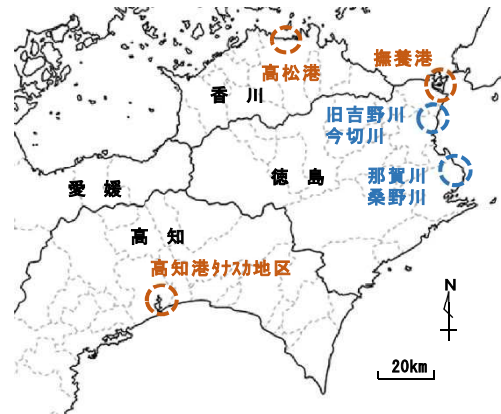 高松港
撫養港
香川
旧吉野川
今切川
那賀川
桑野川
愛媛
徳島
高知
高知港ﾀﾅｽｶ地区
N
20km